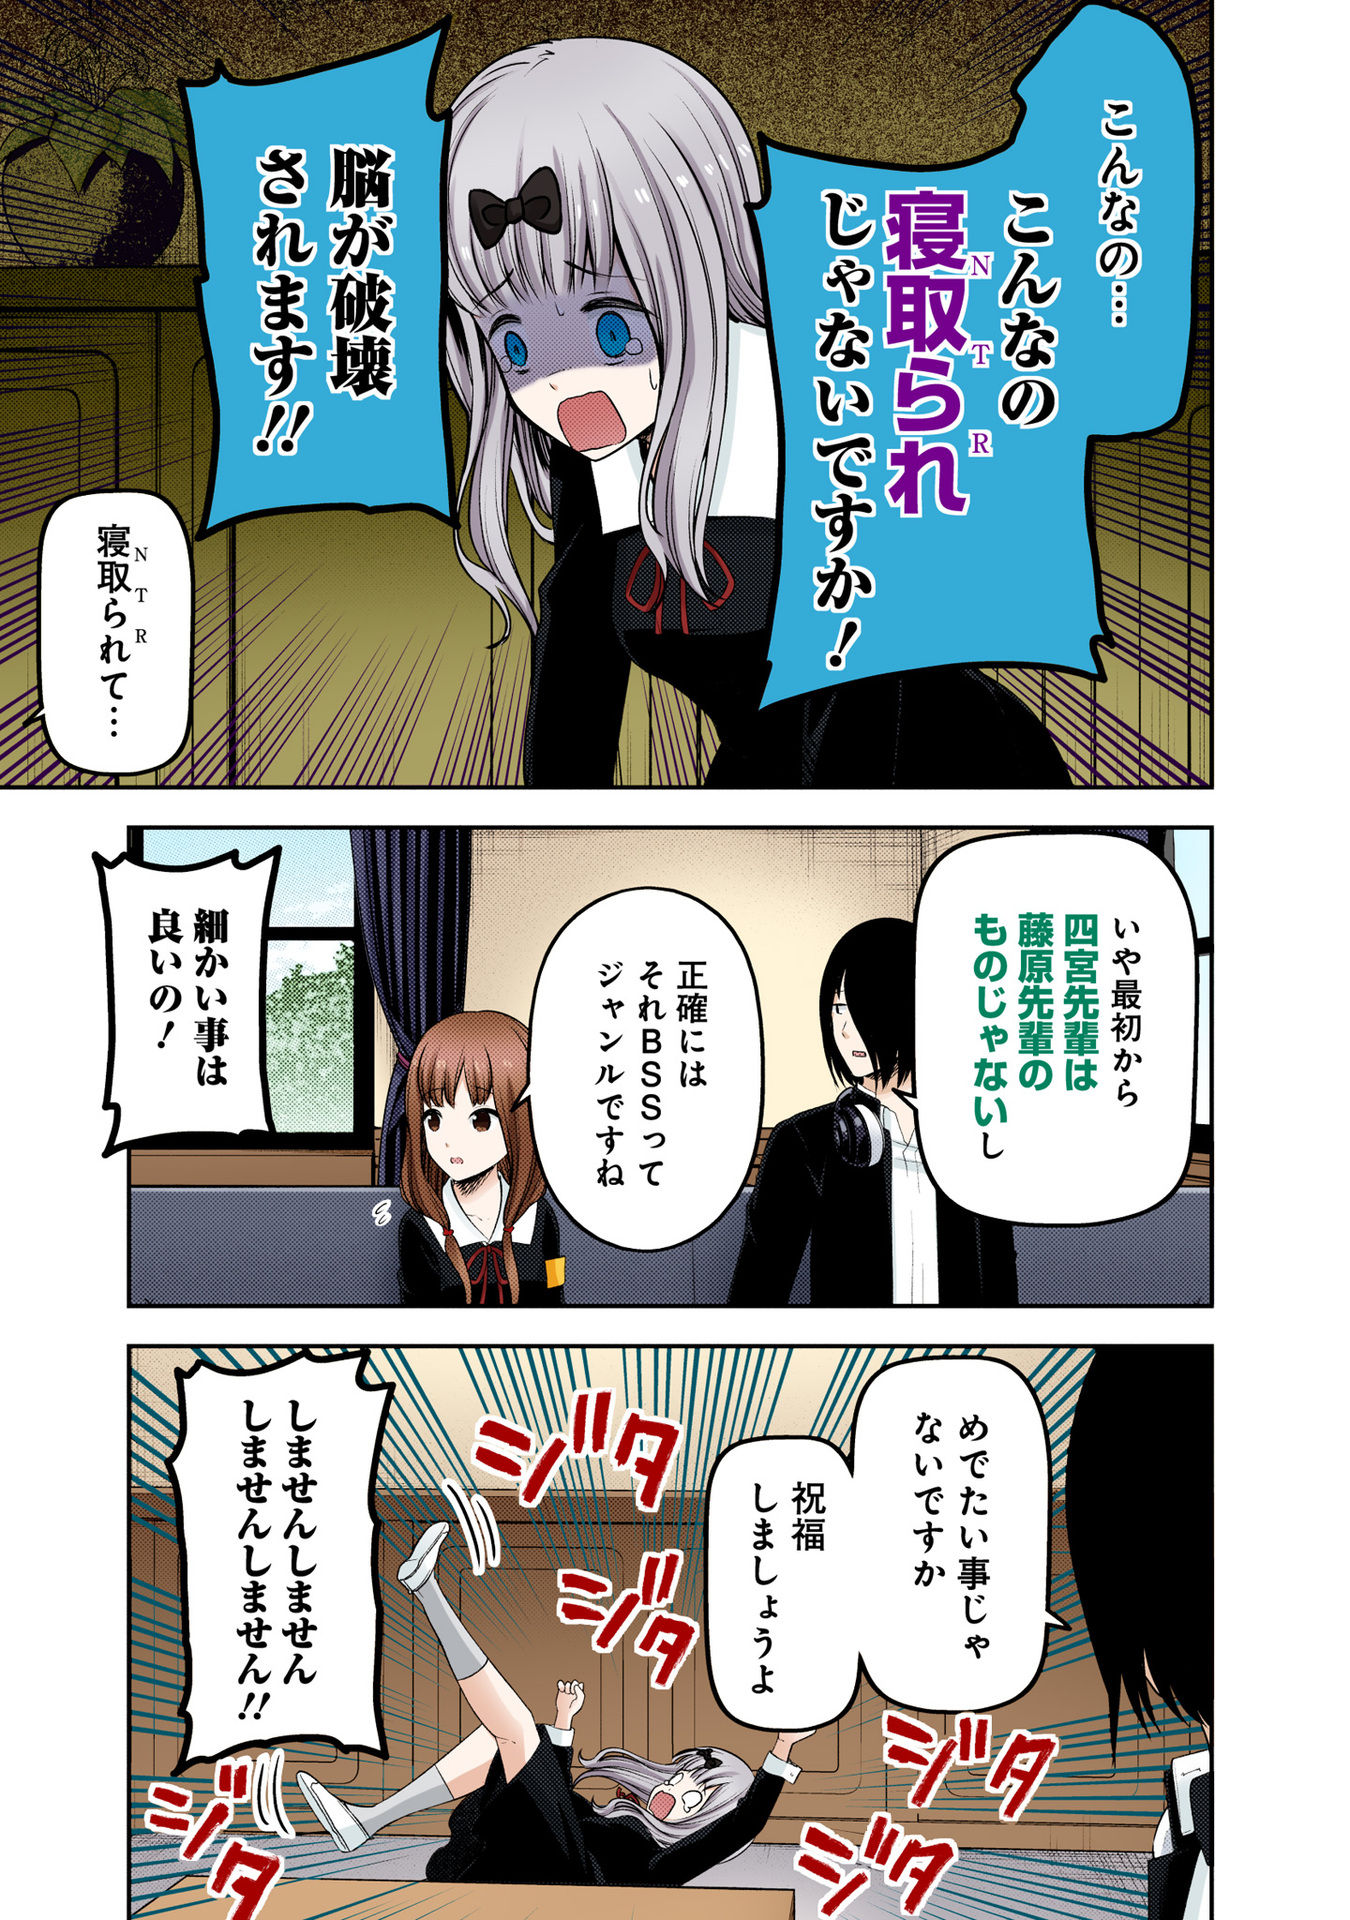 こんなの…
こんなの
寝取られ
NTR
じゃないですか！
脳が破壊
されます!!
寝取られて…
NTR
いや最初から
四宮先輩は
藤原先輩の
ものじゃないし
正確には
それＢＳＳって
ジャンルですね
細かい事は
良いの！
めでたい事じゃ
ないですか
祝福
しましょうよ
ジタ
ジタ
ジタ
ジタ
ジタ
しませんしません
しませんしません!!